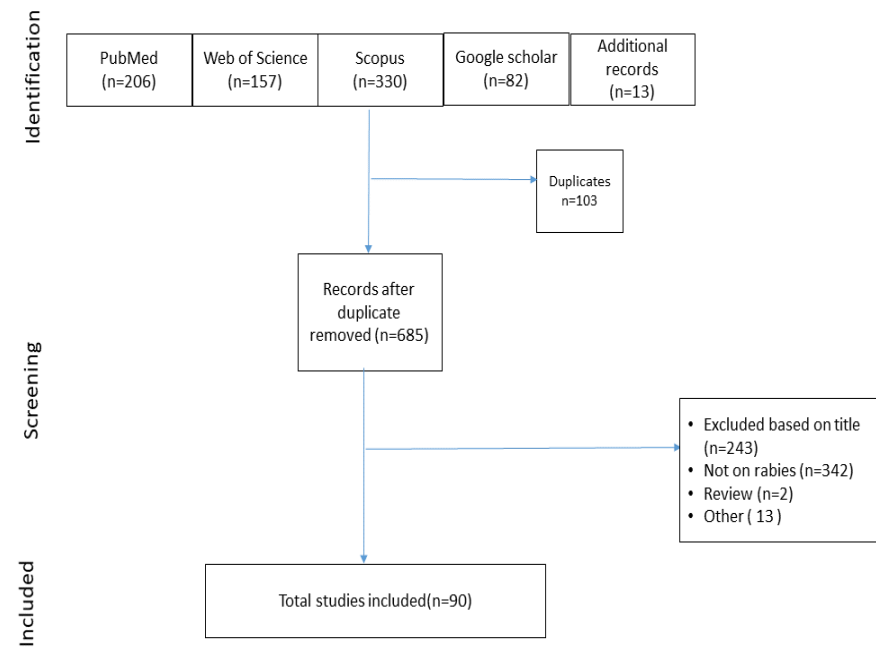 Identification
PubMed
(n=206)
Web of Science
(n=157)
Scopus
(n=330)
Google scholar
(n=82)
Additional
records
(n=13)
Duplicates
n=103
Screening
Records after
duplicate
removed (n=685)
• Excluded based on title
(n=243)
• Not on rabies (n=342)
• Review (n=2)
• Other ( 13 )
Included
Total studies included(n=90)